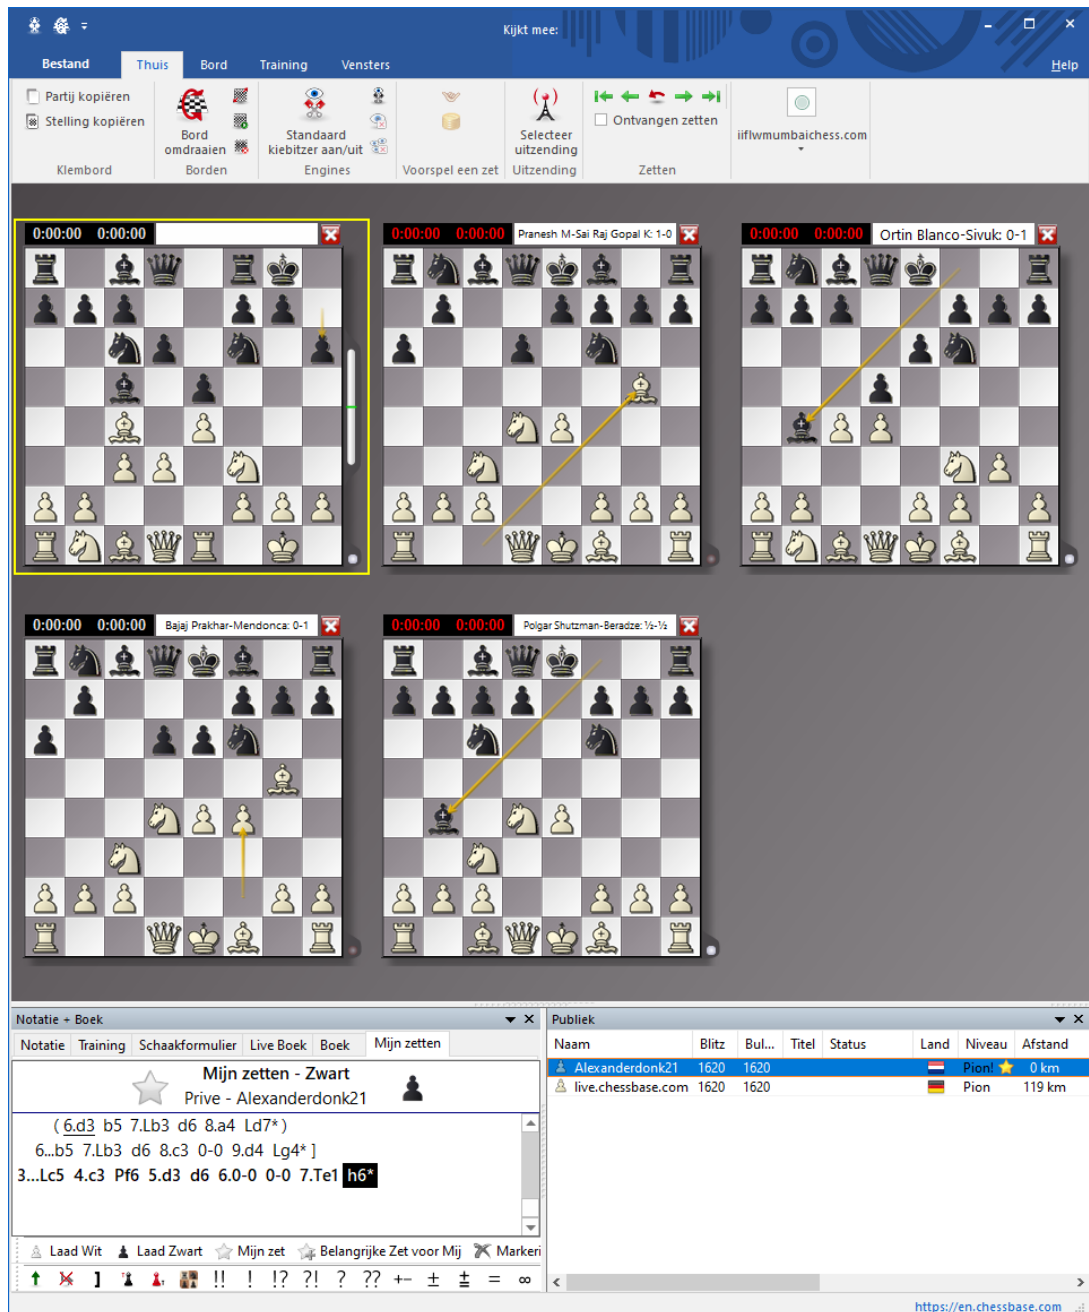 Kijkt mee:
Bestand Thuis Bord Training Vensters Help
Partij kopiëren
Stelling kopiëren
Bord omdraaien
Standaard kiebitzer aan/uit
Selecteer uitzending
Ontvangen zetten
iiflwmumbaichess.com
Klembord Borden Engines Voorspel een zet Uitzending Zetten
0:00:00 0:00:00
0:00:00 0:00:00 Pranesh M-Sai Raj Gopal K: 1-0
0:00:00 0:00:00 Ortin Blanco-Sivuk: 0-1
0:00:00 0:00:00 Bajaj Prakhar-Mendonca: 0-1
0:00:00 0:00:00 Polgar Shutzman-Beradze: ½-½
Notatie + Boek
Notatie Training Schaakformulier Live Boek Boek Mijn zetten
Mijn zetten - Zwart
Prive - Alexanderdonk21
( 6.d3 b5 7.Lb3 d6 8.a4 Ld7* )
6...b5 7.Lb3 d6 8.c3 0-0 9.d4 Lg4* ]
3...Lc5 4.c3 Pf6 5.d3 d6 6.0-0 0-0 7.Te1 h6*
Laad Wit Laad Zwart Mijn zet Belangrijke Zet voor Mij Markeri
] !! ! !? ?! ? ?? +- ± ⩲ = ∞
Publiek
Naam Blitz Bul... Titel Status Land Niveau Afstand
Alexanderdonk21 1620 1620 Pion! 0 km
live.chessbase.com 1620 1620 Pion 119 km
https://en.chessbase.com